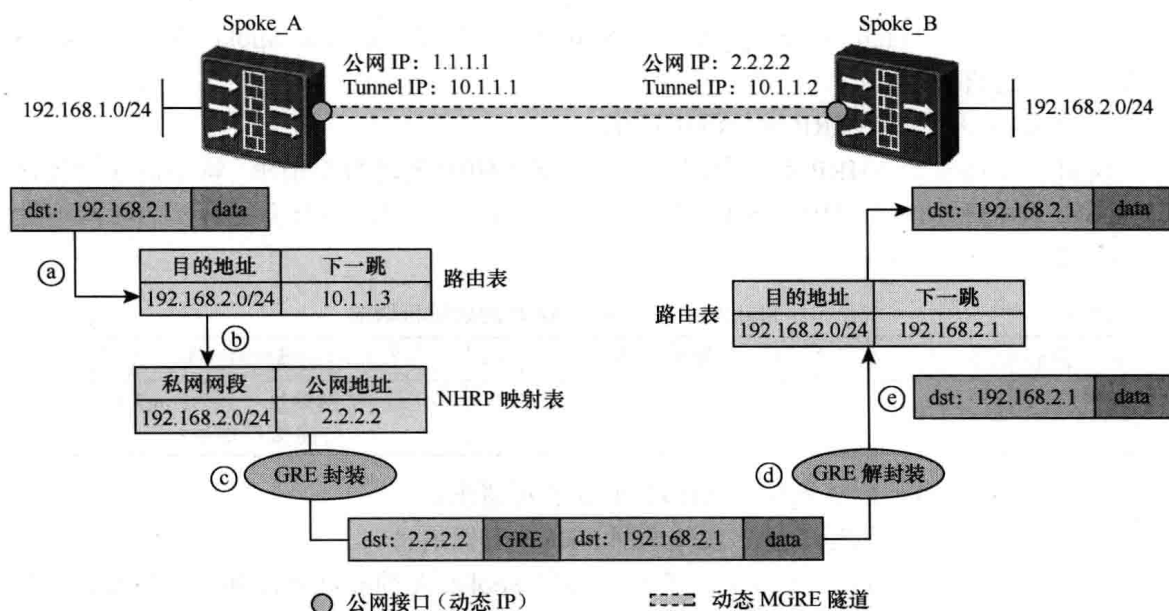 Spoke_A
Spoke_B
公网 IP：1.1.1.1
Tunnel IP：10.1.1.1
公网 IP：2.2.2.2
Tunnel IP：10.1.1.2
192.168.1.0/24
192.168.2.0/24
dst：192.168.2.1 data
dst：192.168.2.1 data
ⓐ
目的地址 下一跳
192.168.2.0/24 10.1.1.3
路由表
路由表
目的地址 下一跳
192.168.2.0/24 192.168.2.1
ⓑ
私网网段 公网地址
192.168.2.0/24 2.2.2.2
NHRP 映射表
ⓔ
dst：192.168.2.1 data
ⓒ
GRE 封装
ⓓ
GRE 解封装
dst：2.2.2.2 GRE dst：192.168.2.1 data
公网接口（动态 IP）
动态 MGRE 隧道